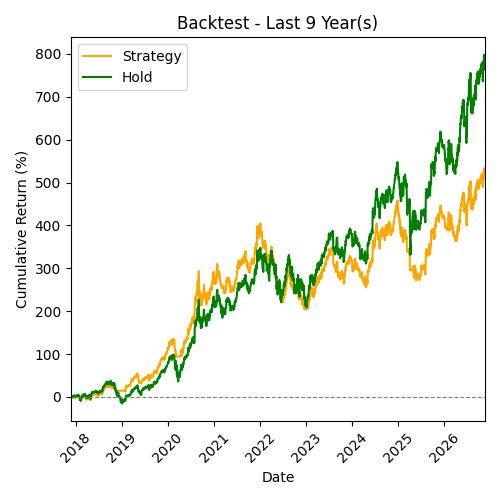 Backtest - Last 9 Year(s)
Strategy
Hold
Cumulative Return (%)
800
700
600
500
400
300
200
100
0
2018 2019 2020 2021 2022 2023 2024 2025 2026
Date